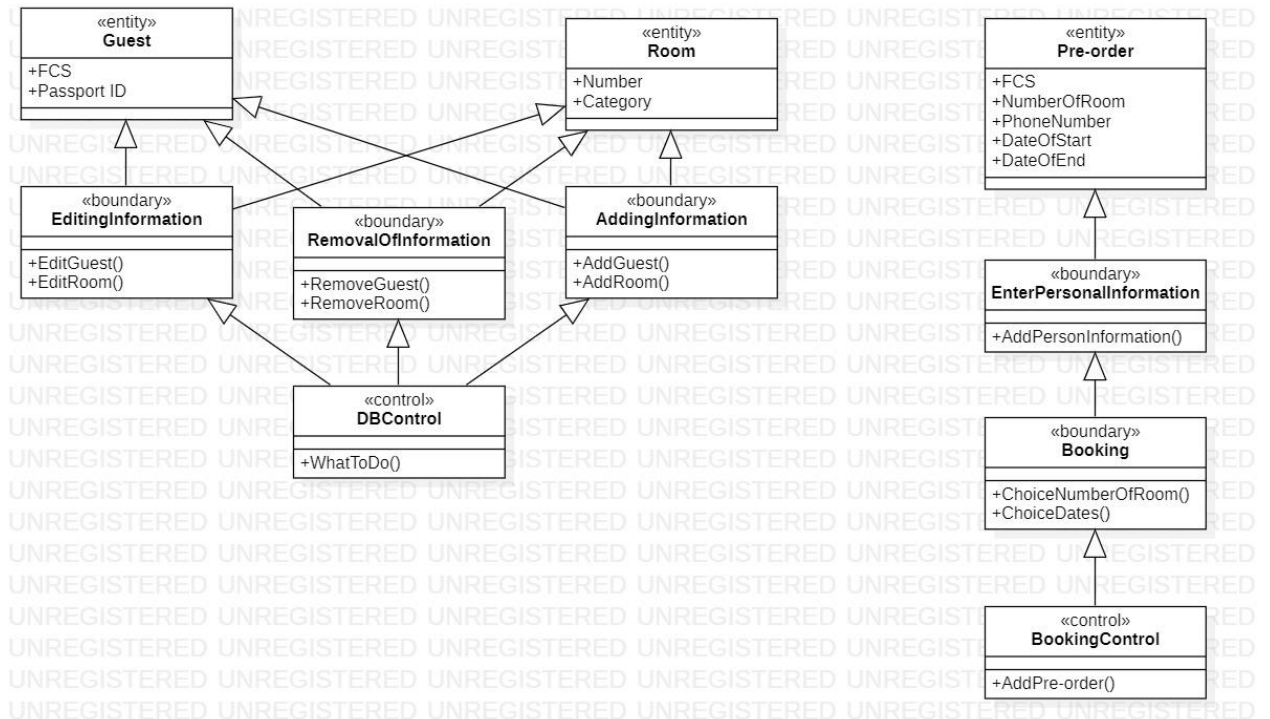 «entity»
Guest
+FCS
+Passport ID
«entity»
Room
+Number
+Category
«entity»
Pre-order
+FCS
+NumberOfRoom
+PhoneNumber
+DateOfStart
+DateOfEnd
«boundary»
EditingInformation
+EditGuest()
+EditRoom()
«boundary»
RemovalOfInformation
+RemoveGuest()
+RemoveRoom()
«boundary»
AddingInformation
+AddGuest()
+AddRoom()
«boundary»
EnterPersonalInformation
+AddPersonInformation()
«control»
DBControl
+WhatToDo()
«boundary»
Booking
+ChoiceNumberOfRoom()
+ChoiceDates()
«control»
BookingControl
+AddPre-order()
UNREGISTERED UNREGISTERED UNREGISTERED UNREGISTERED UNREGISTERED UNREGISTERED